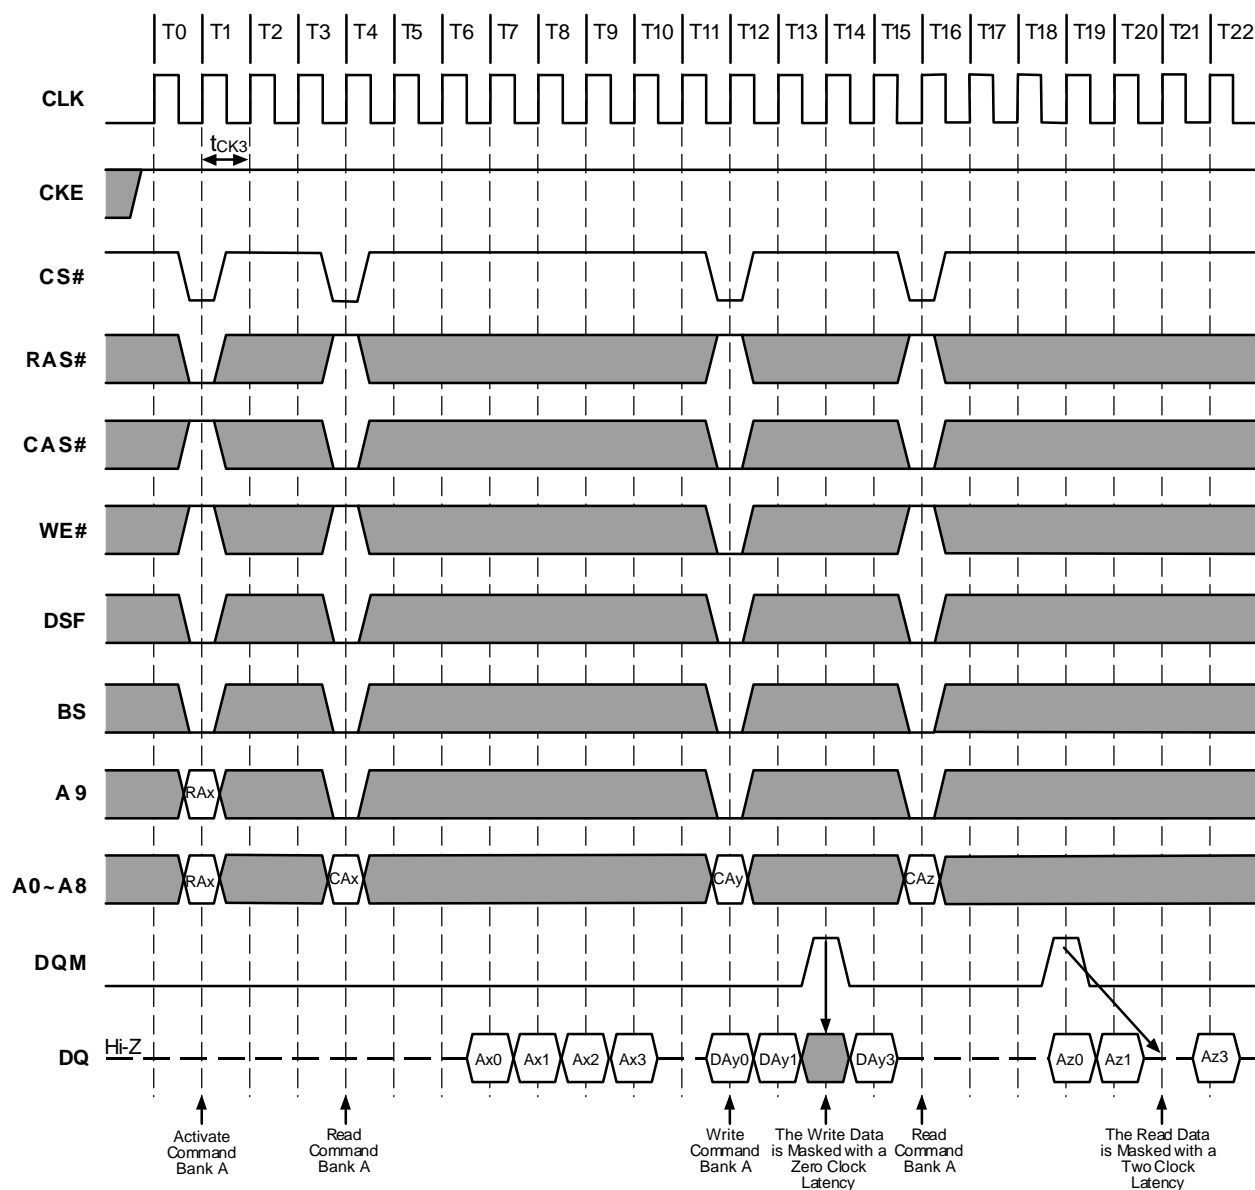 T0 T1 T2 T3 T4 T5 T6 T7 T8 T9 T10 T11 T12 T13 T14 T15 T16 T17 T18 T19 T20 T21 T22
CLK
tCK3
CKE
CS#
RAS#
CAS#
WE#
DSF
BS
A9 RAx
A0~A8 RAx CAx CAy CAz
DQM
DQ Hi-Z Ax0 Ax1 Ax2 Ax3 DAy0 DAy1 DAy3 Az0 Az1 Az3
Activate
Command
Bank A
Read
Command
Bank A
Write
Command
Bank A
The Write Data
is Masked with a
Zero Clock
Latency
Read
Command
Bank A
The Read Data
is Masked with a
Two Clock
Latency